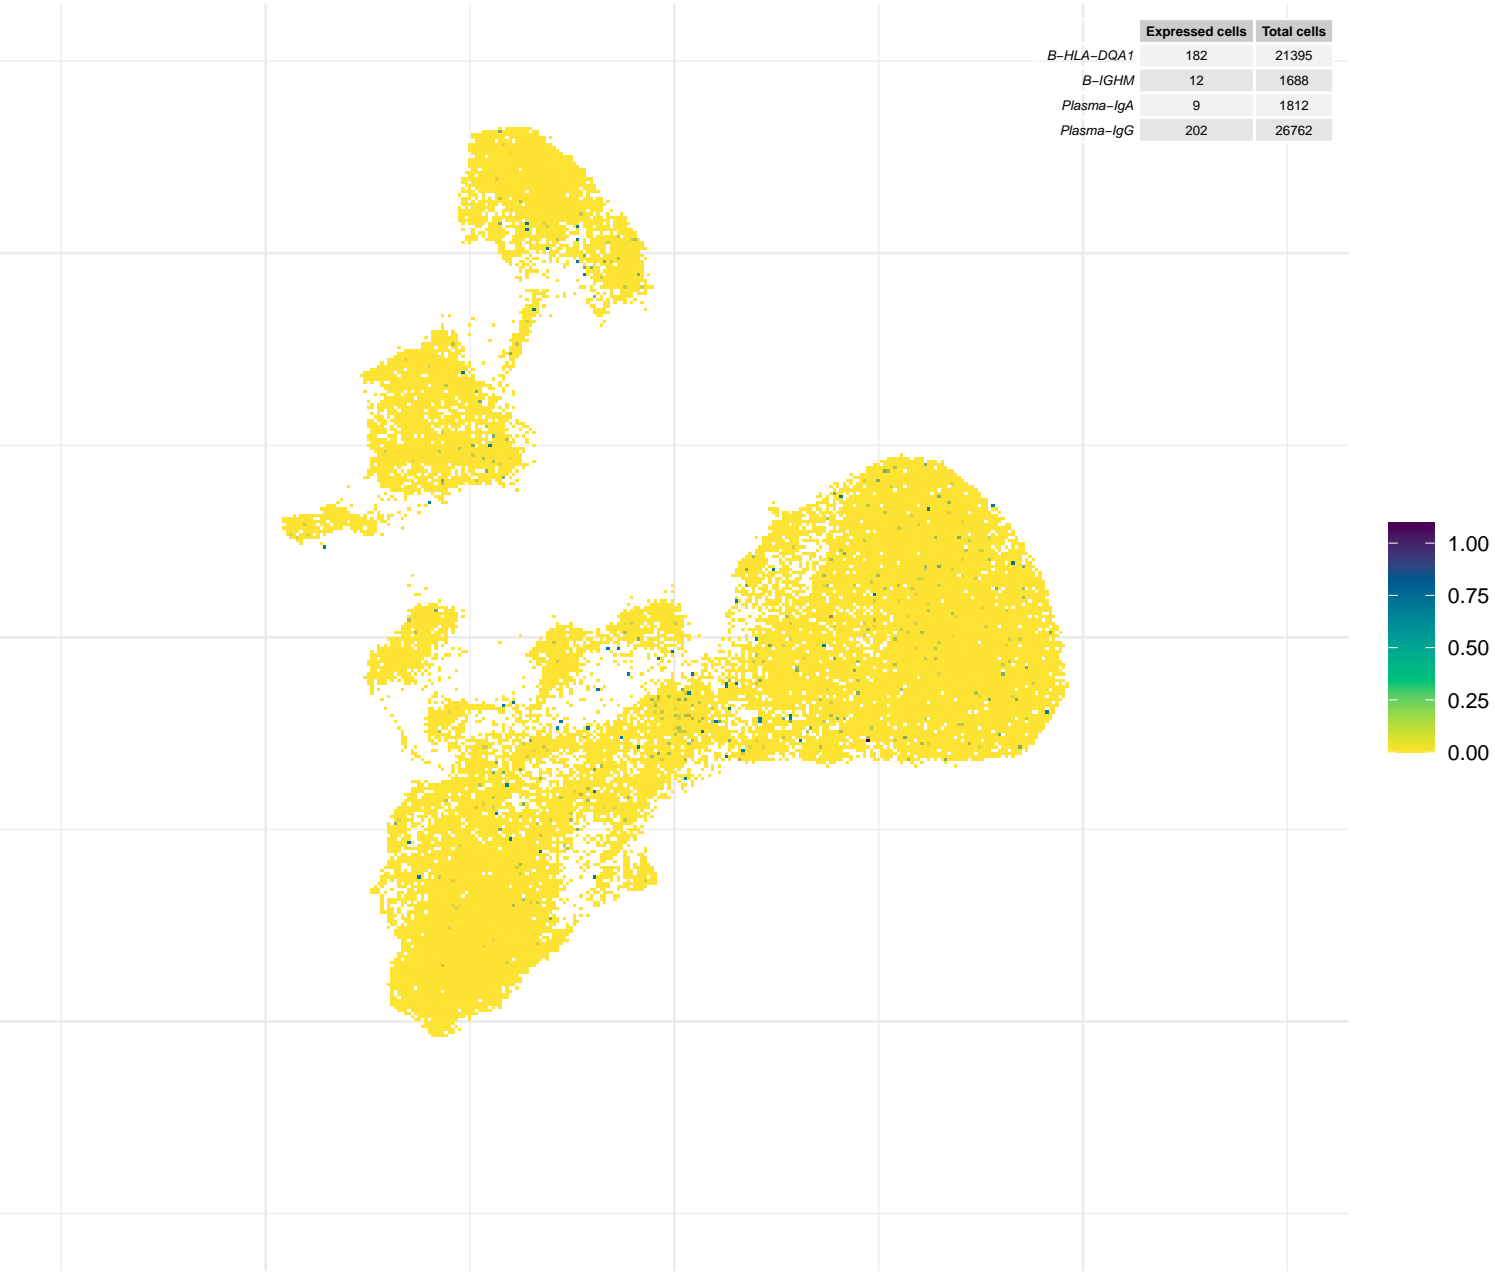 Expressed cells Total cells
B−HLA−DQA1 182 21395
B−IGHM 12 1688
Plasma−IgA 9 1812
Plasma−IgG 202 26762
1.00
0.75
0.50
0.25
0.00